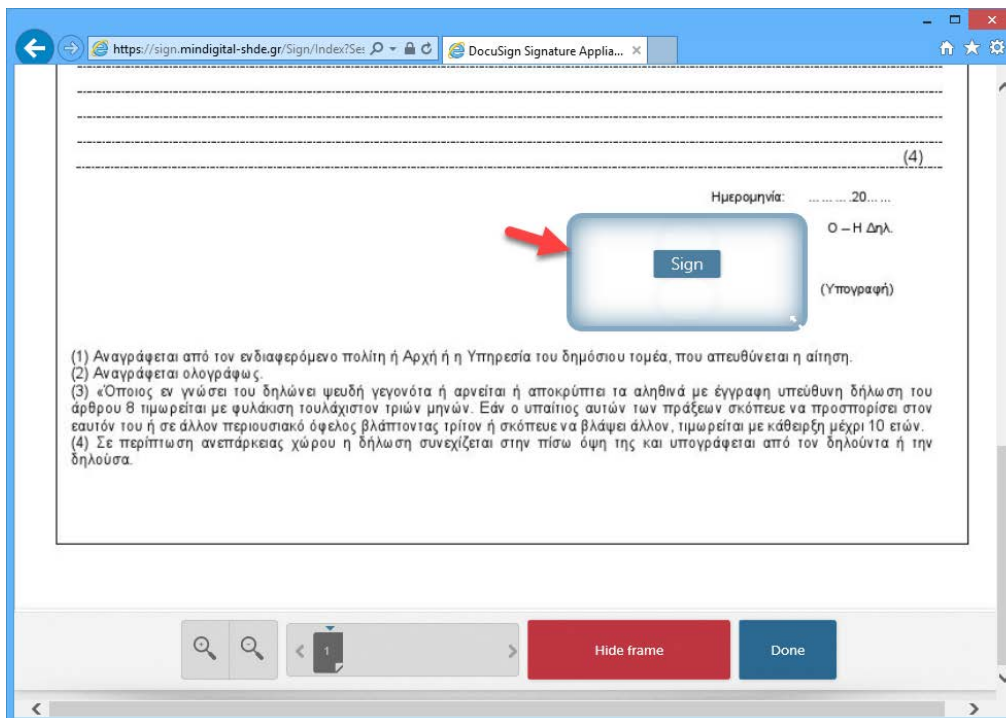 https://sign.mindigital-shde.gr/Sign/Index?Ses
DocuSign Signature Applia...
(4)
Ημερομηνία: ... ... ... .20... ...
Ο – Η Δηλ.
Sign
(Υπογραφή)
(1) Αναγράφεται από τον ενδιαφερόμενο πολίτη ή Αρχή ή η Υπηρεσία του δημόσιου τομέα, που απευθύνεται η αίτηση.
(2) Αναγράφεται ολογράφως.
(3) «Όποιος εν γνώσει του δηλώνει ψευδή γεγονότα ή αρνείται ή αποκρύπτει τα αληθινά με έγγραφη υπεύθυνη δήλωση του
άρθρου 8 τιμωρείται με φυλάκιση τουλάχιστον τριών μηνών. Εάν ο υπαίτιος αυτών των πράξεων σκόπευε να προσπορίσει στον
εαυτόν του ή σε άλλον περιουσιακό όφελος βλάπτοντας τρίτον ή σκόπευε να βλάψει άλλον, τιμωρείται με κάθειρξη μέχρι 10 ετών.
(4) Σε περίπτωση ανεπάρκειας χώρου η δήλωση συνεχίζεται στην πίσω όψη της και υπογράφεται από τον δηλούντα ή την
δηλούσα.
1
Hide frame
Done